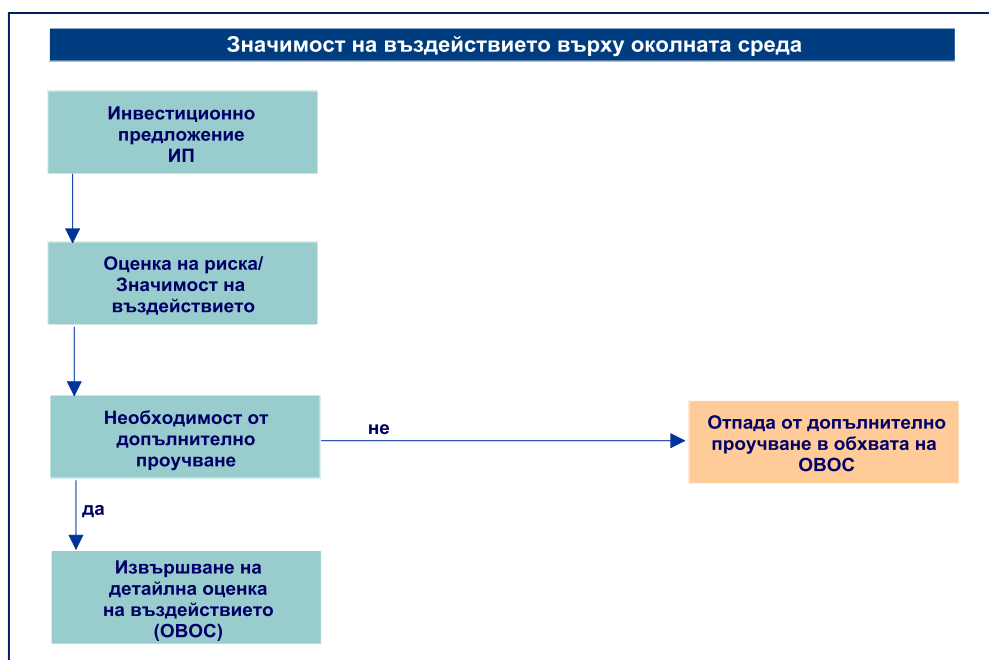 Значимост на въздействието върху околната среда
Инвестиционно
предложение
ИП
Оценка на риска/
Значимост на
въздействието
Необходимост от
допълнително
проучване
не
Отпада от допълнително
проучване в обхвата на
ОВОС
да
Извършване на
детайлна оценка
на въздействието
(ОВОС)